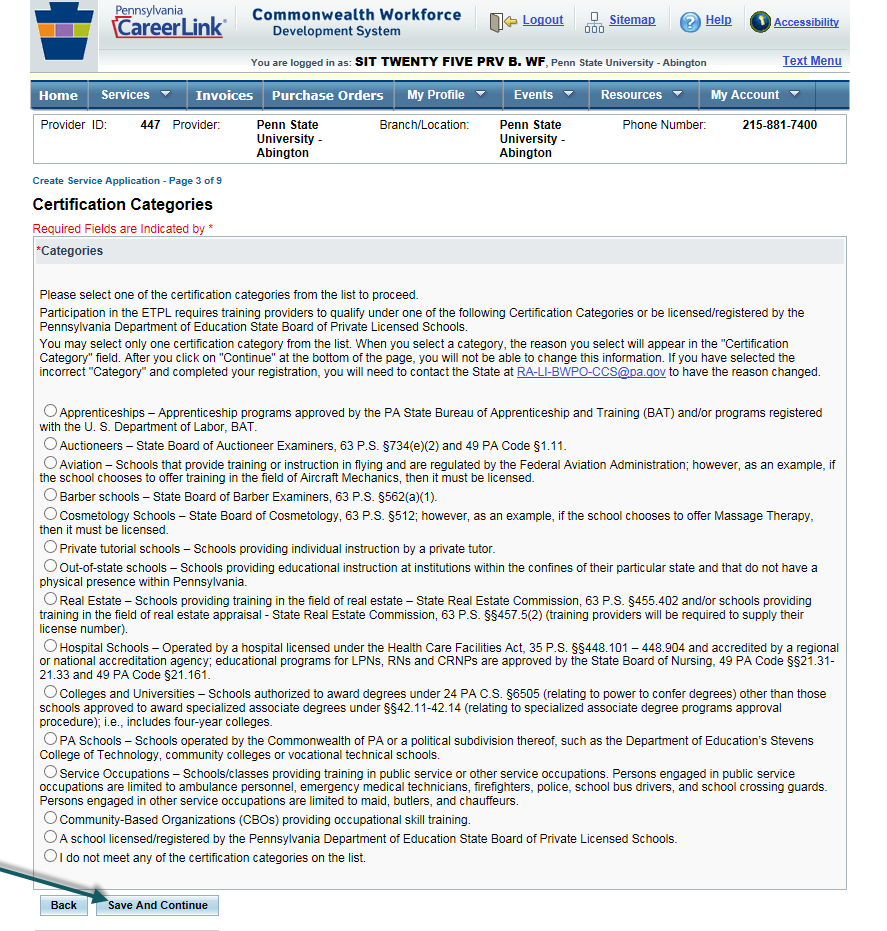 Pennsylvania
CareerLink®
Commonwealth Workforce
Development System
Logout
Sitemap
Help
Accessibility
You are logged in as: SIT TWENTY FIVE PRV B. WF, Penn State University - Abington
Text Menu
Home Services Invoices Purchase Orders My Profile Events Resources My Account
Provider ID: 447 Provider: Penn State Branch/Location: Penn State Phone Number: 215-881-7400
University - University -
Abington Abington
Create Service Application - Page 3 of 9
Certification Categories
Required Fields are Indicated by *
*Categories
Please select one of the certification categories from the list to proceed.
Participation in the ETPL requires training providers to qualify under one of the following Certification Categories or be licensed/registered by the
Pennsylvania Department of Education State Board of Private Licensed Schools.
You may select only one certification category from the list. When you select a category, the reason you select will appear in the "Certification
Category" field. After you click on "Continue" at the bottom of the page, you will not be able to change this information. If you have selected the
incorrect "Category" and completed your registration, you will need to contact the State at RA-LI-BWPO-CCS@pa.gov to have the reason changed.
Apprenticeships – Apprenticeship programs approved by the PA State Bureau of Apprenticeship and Training (BAT) and/or programs registered
with the U. S. Department of Labor, BAT.
Auctioneers – State Board of Auctioneer Examiners, 63 P.S. §734(e)(2) and 49 PA Code §1.11.
Aviation – Schools that provide training or instruction in flying and are regulated by the Federal Aviation Administration; however, as an example, if
the school chooses to offer training in the field of Aircraft Mechanics, then it must be licensed.
Barber schools – State Board of Barber Examiners, 63 P.S. §562(a)(1).
Cosmetology Schools – State Board of Cosmetology, 63 P.S. §512; however, as an example, if the school chooses to offer Massage Therapy,
then it must be licensed.
Private tutorial schools – Schools providing individual instruction by a private tutor.
Out-of-state schools – Schools providing educational instruction at institutions within the confines of their particular state and that do not have a
physical presence within Pennsylvania.
Real Estate – Schools providing training in the field of real estate – State Real Estate Commission, 63 P.S. §455.402 and/or schools providing
training in the field of real estate appraisal - State Real Estate Commission, 63 P.S. §§457.5(2) (training providers will be required to supply their
license number).
Hospital Schools – Operated by a hospital licensed under the Health Care Facilities Act, 35 P.S. §§448.101 – 448.904 and accredited by a regional
or national accreditation agency; educational programs for LPNs, RNs and CRNPs are approved by the State Board of Nursing, 49 PA Code §§21.31-
21.33 and 49 PA Code §21.161.
Colleges and Universities – Schools authorized to award degrees under 24 PA C.S. §6505 (relating to power to confer degrees) other than those
schools approved to award specialized associate degrees under §§42.11-42.14 (relating to specialized associate degree programs approval
procedure); i.e., includes four-year colleges.
PA Schools – Schools operated by the Commonwealth of PA or a political subdivision thereof, such as the Department of Education's Stevens
College of Technology, community colleges or vocational technical schools.
Service Occupations – Schools/classes providing training in public service or other service occupations. Persons engaged in public service
occupations are limited to ambulance personnel, emergency medical technicians, firefighters, police, school bus drivers, and school crossing guards.
Persons engaged in other service occupations are limited to maid, butlers, and chauffeurs.
Community-Based Organizations (CBOs) providing occupational skill training.
A school licensed/registered by the Pennsylvania Department of Education State Board of Private Licensed Schools.
I do not meet any of the certification categories on the list.
Back Save And Continue